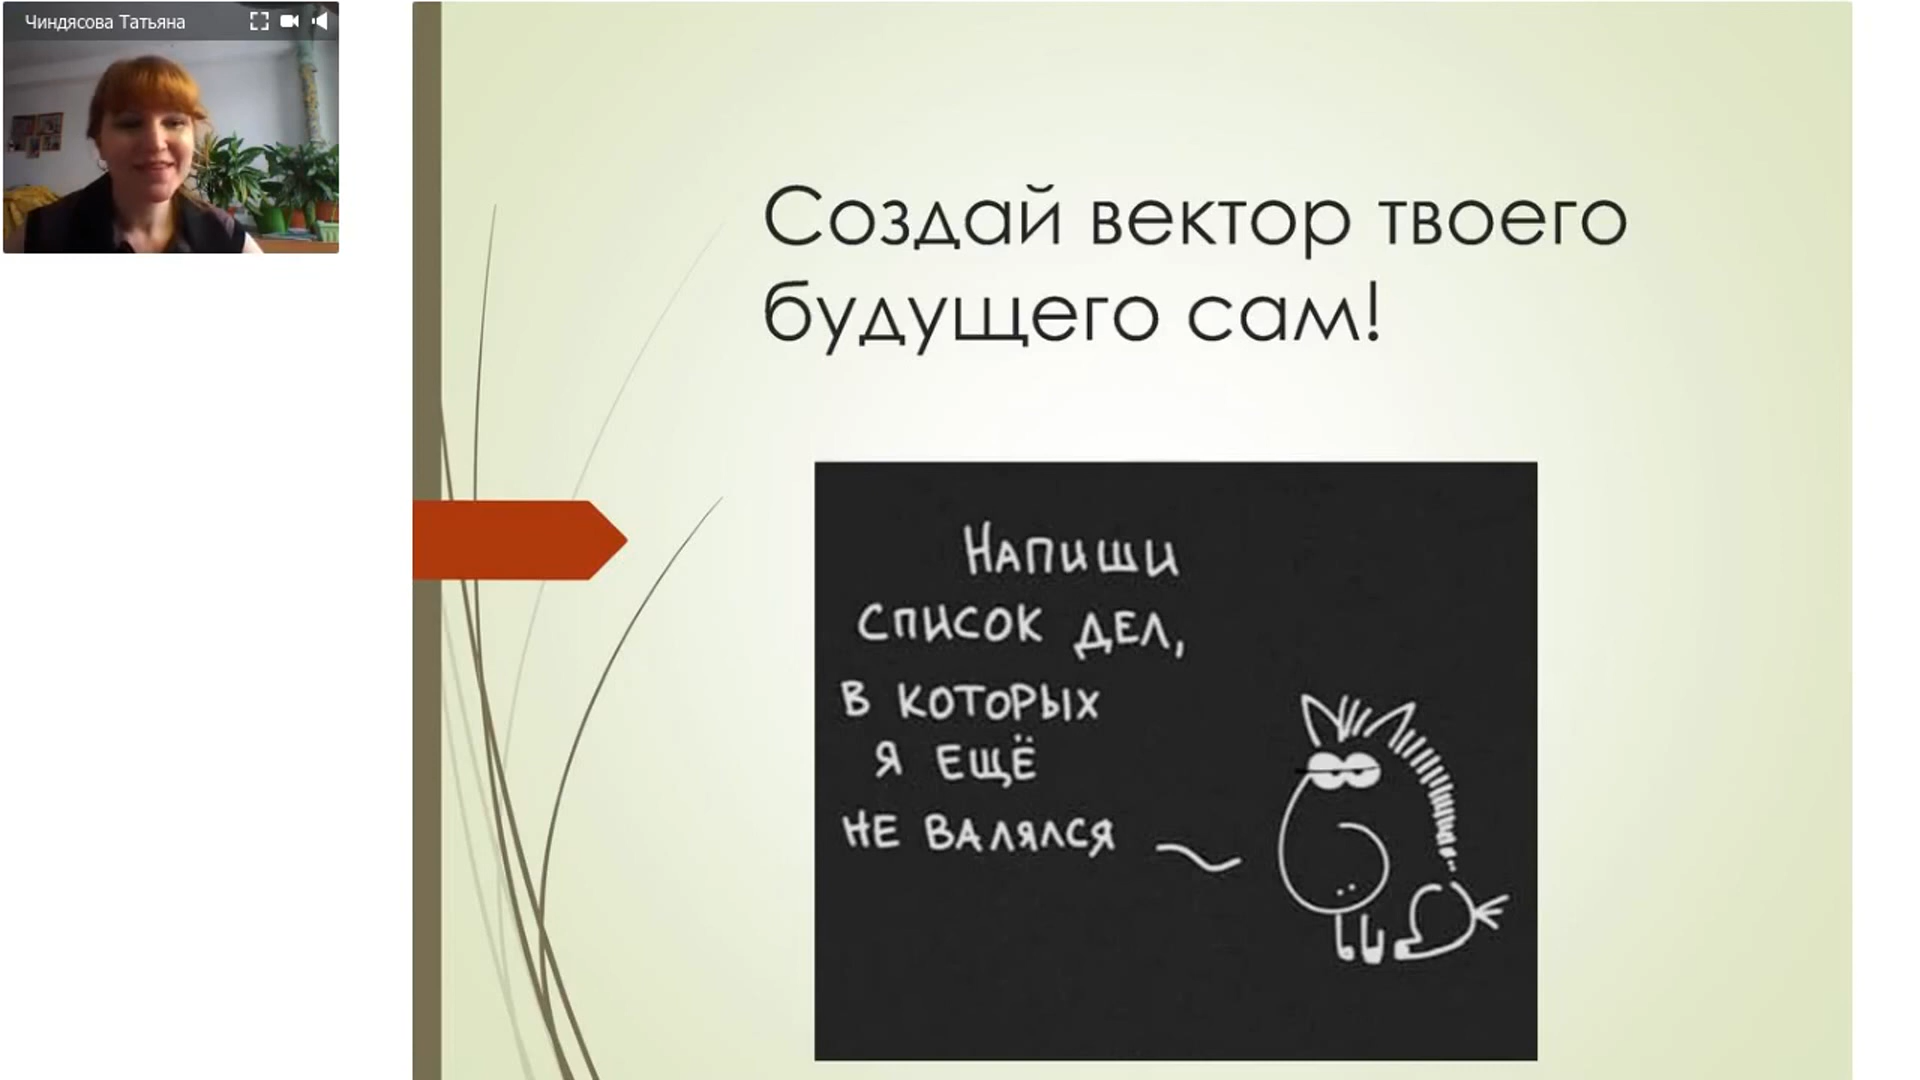 Чиндясова Татьяна
Создай вектор твоего
будущего сам!
Напиши
список дел,
в которых
я ещё
не валялся